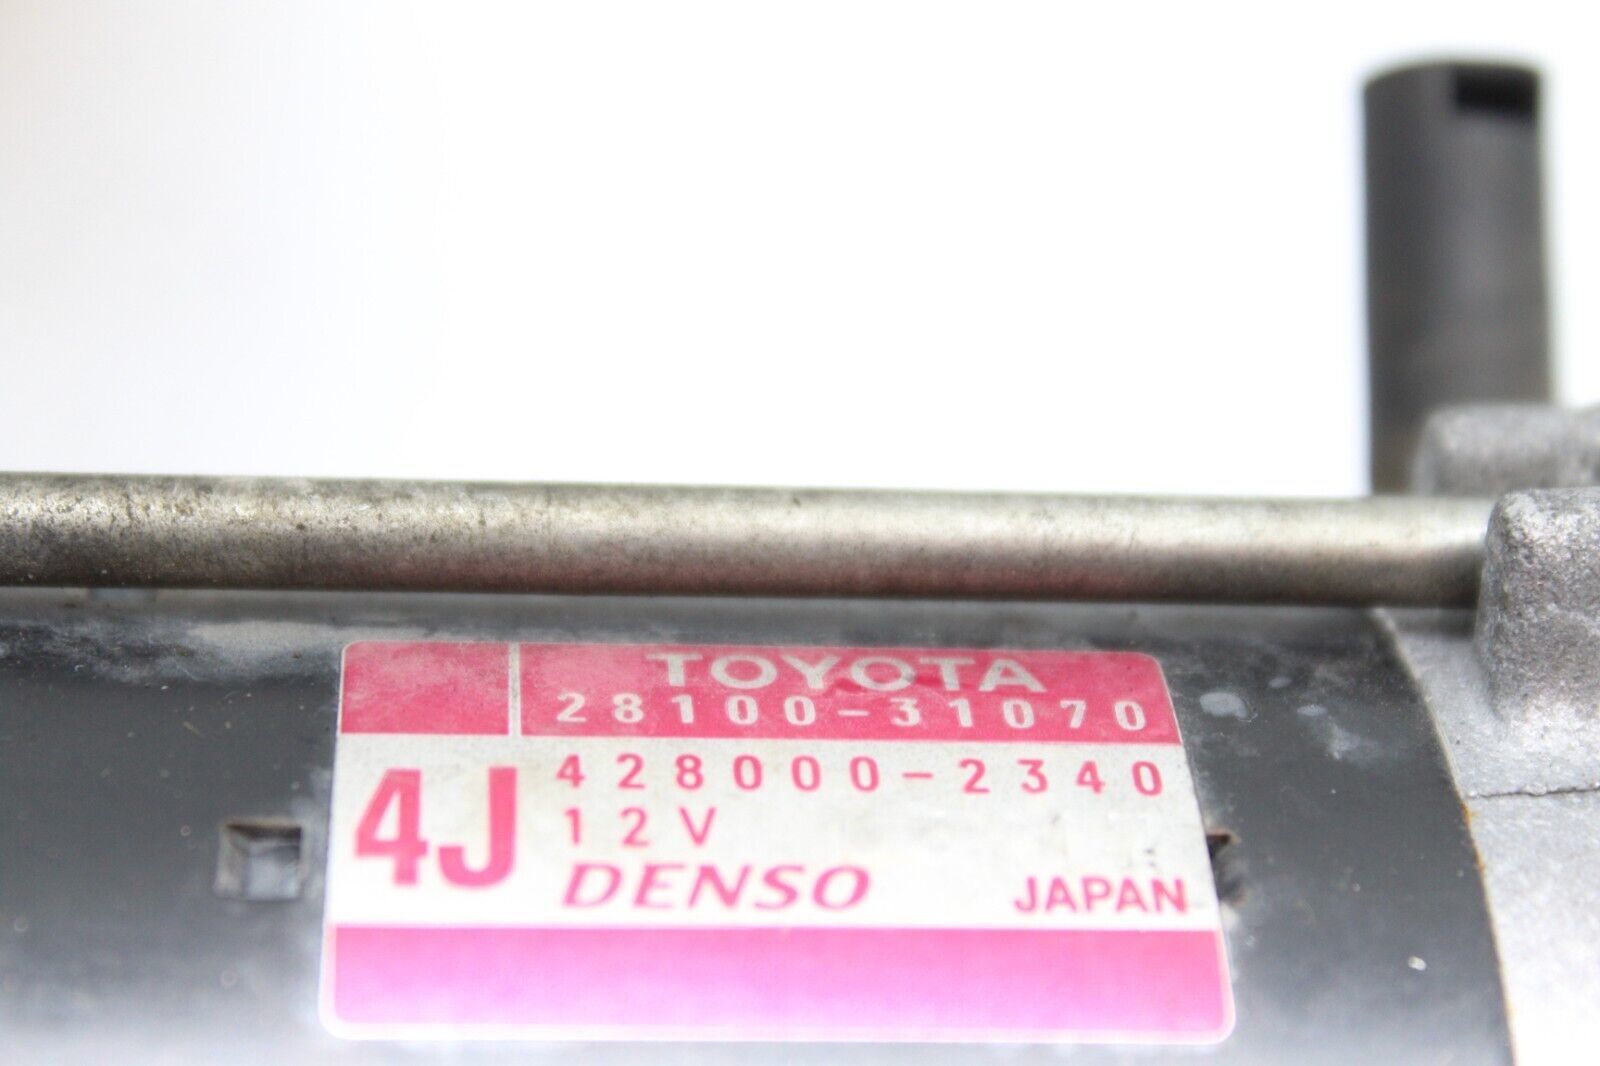 TOYOTA
28100-31070
428000-2340
4J
12V
DENSO JAPAN